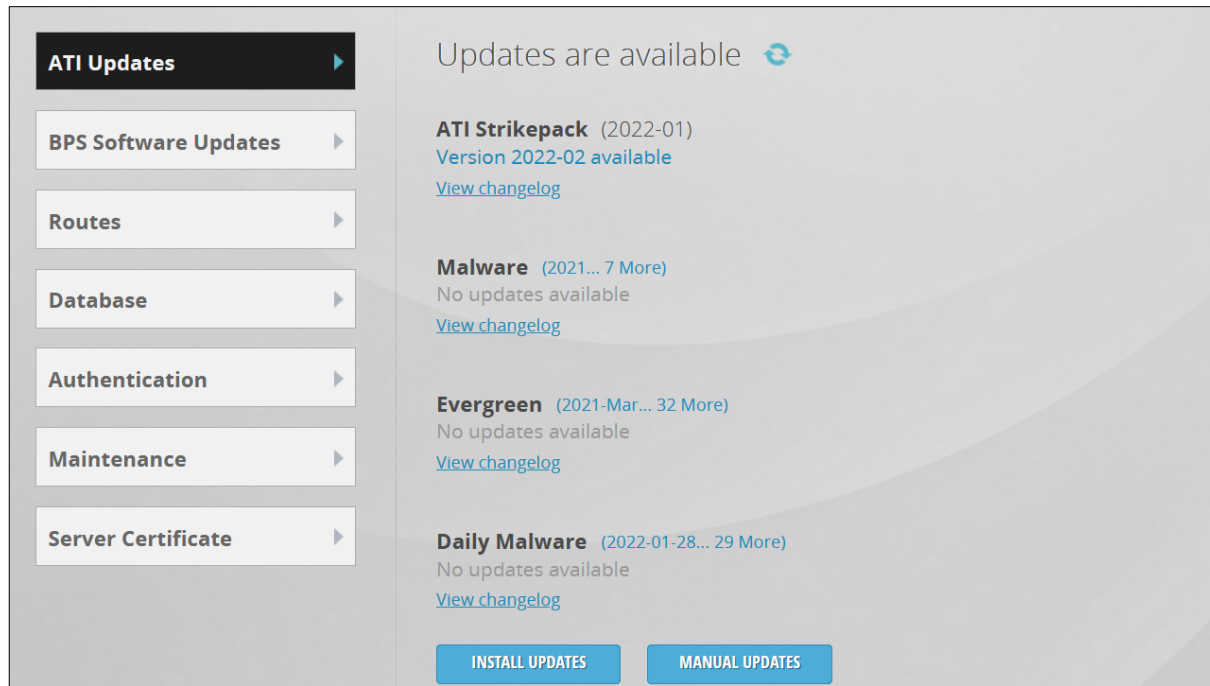 ATI Updates
BPS Software Updates
Routes
Database
Authentication
Maintenance
Server Certificate
Updates are available
ATI Strikepack (2022-01)
Version 2022-02 available
View changelog
Malware (2021... 7 More)
No updates available
View changelog
Evergreen (2021-Mar... 32 More)
No updates available
View changelog
Daily Malware (2022-01-28... 29 More)
No updates available
View changelog
INSTALL UPDATES MANUAL UPDATES